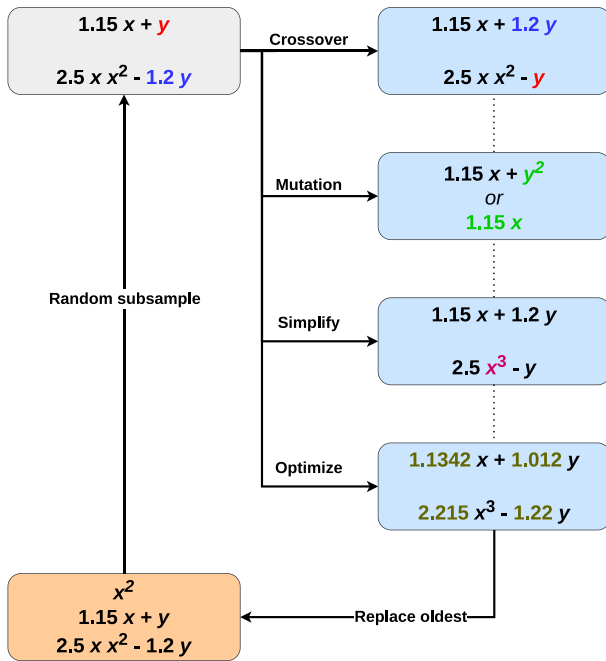 1.15 x + y
2.5 x x² - 1.2 y
Crossover
1.15 x + 1.2 y
2.5 x x² - y
Mutation
1.15 x + y²
or
1.15 x
Random subsample
Simplify
1.15 x + 1.2 y
2.5 x³ - y
Optimize
1.1342 x + 1.012 y
2.215 x³ - 1.22 y
x²
1.15 x + y
2.5 x x² - 1.2 y
Replace oldest